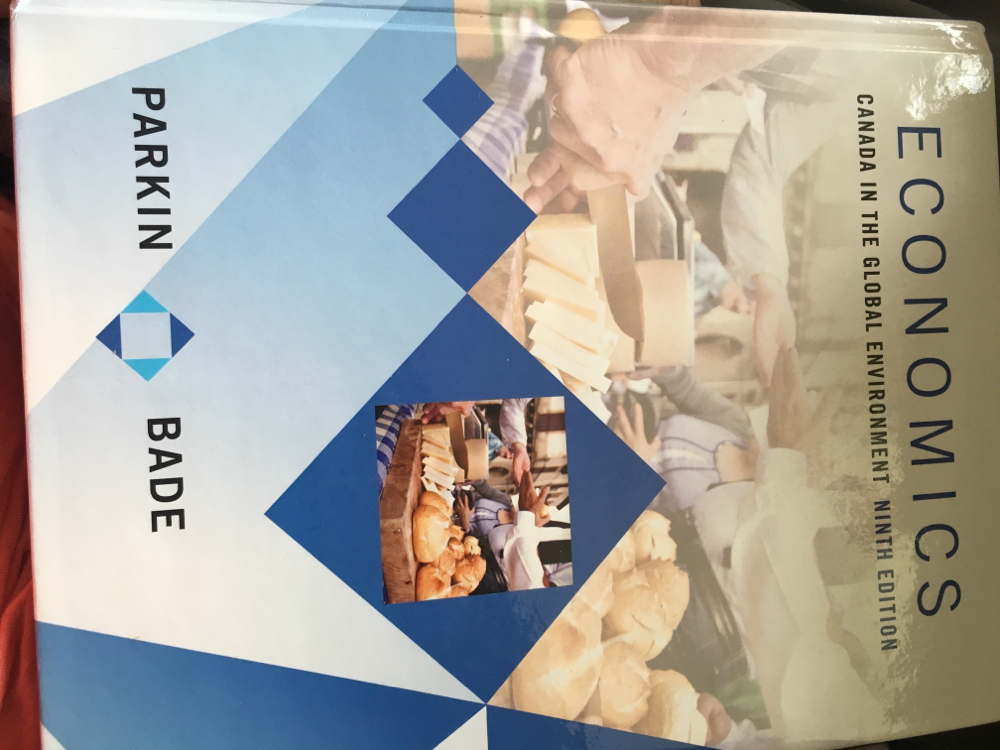 ECONOMICS
CANADA IN THE GLOBAL ENVIRONMENT NINTH EDITION
PARKIN BADE